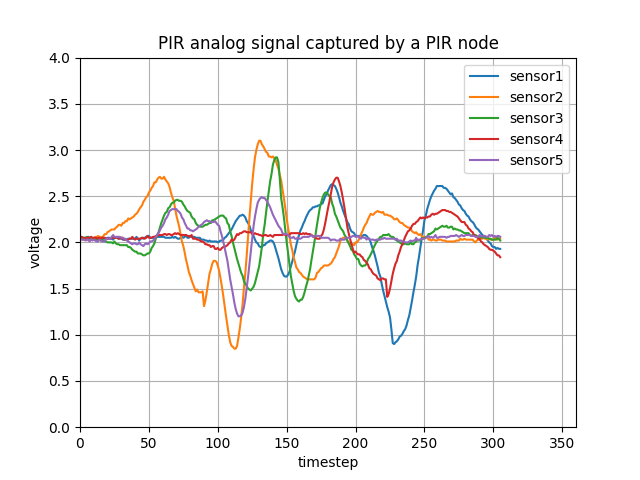 PIR analog signal captured by a PIR node
4.0
3.5
3.0
2.5
2.0
1.5
1.0
0.5
0.0
voltage
sensor1
sensor2
sensor3
sensor4
sensor5
0 50 100 150 200 250 300 350
timestep